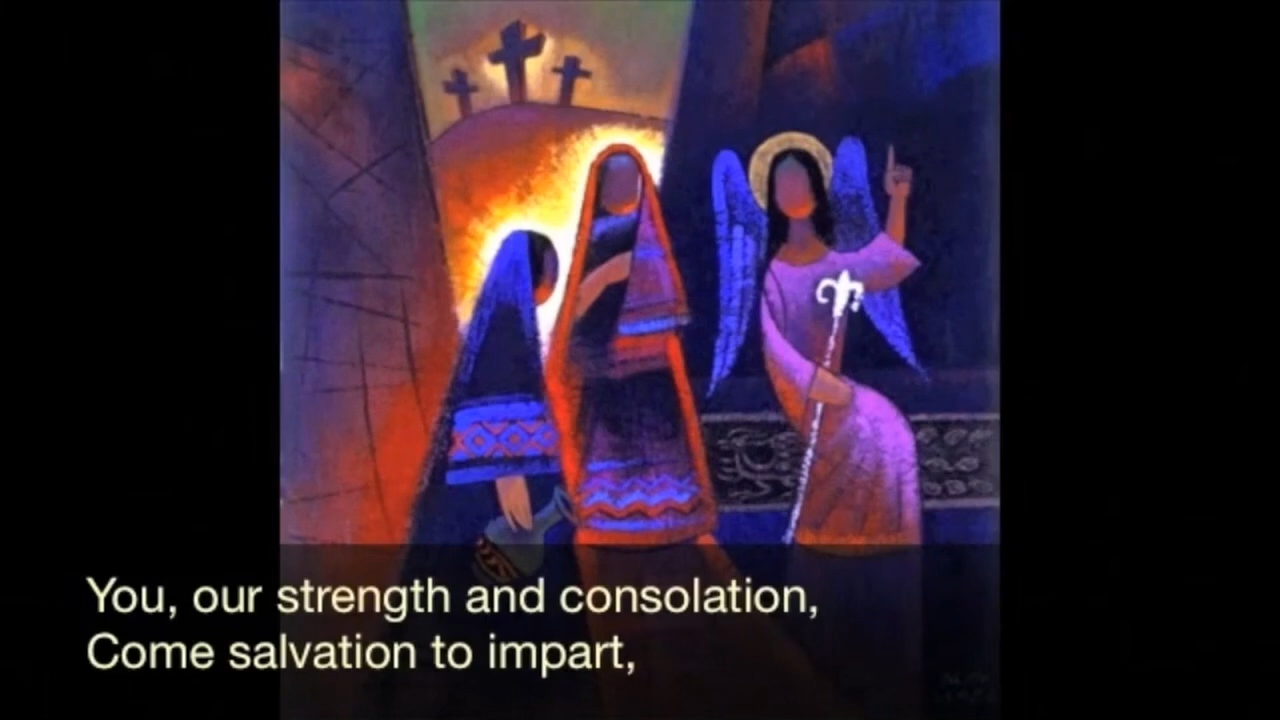 You, our strength and consolation,
Come salvation to impart,